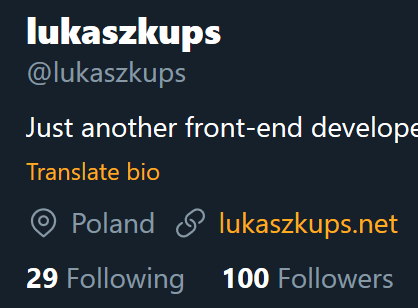 lukaszkups
@lukaszkups
Just another front-end develope
Translate bio
Poland lukaszkups.net
29 Following 100 Followers